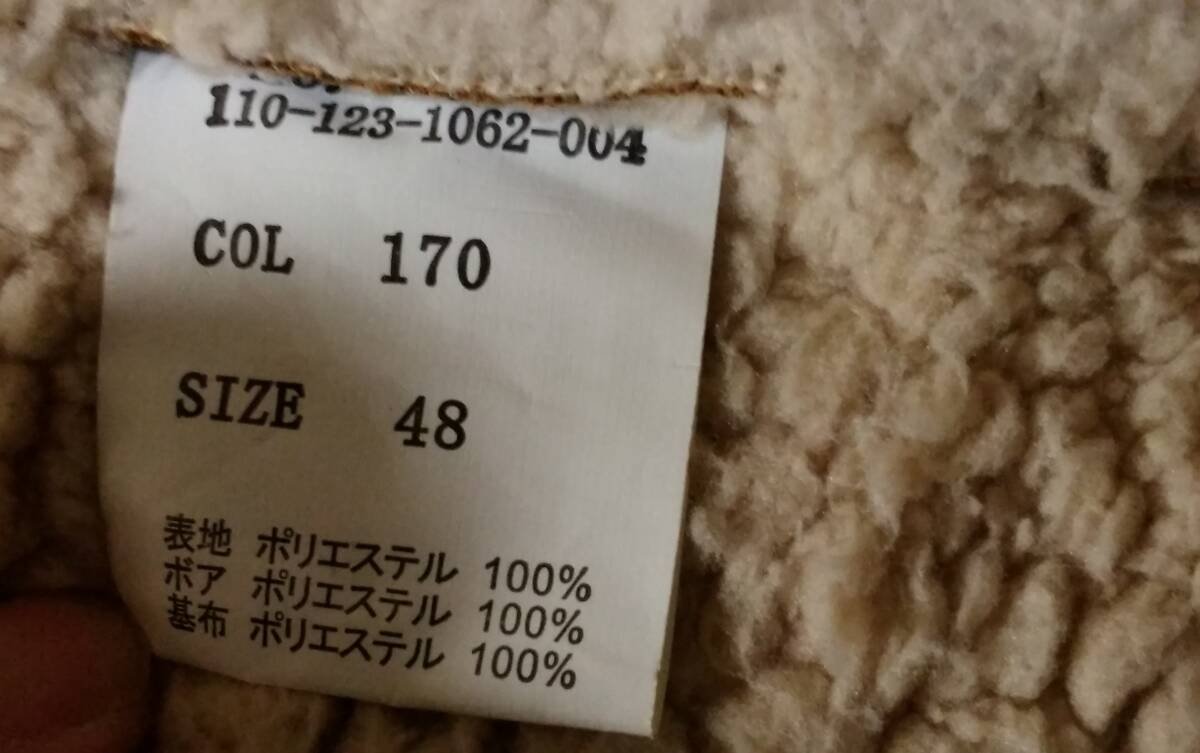 110-123-1062-004
COL 170
SIZE 48
表地 ポリエステル 100%
ボア ポリエステル 100%
基布 ポリエステル 100%